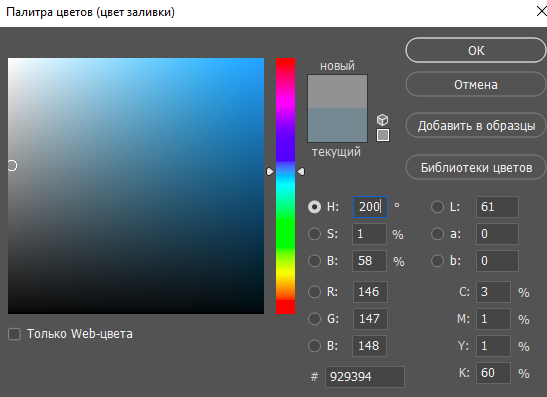 Палитра цветов (цвет заливки)
новый
текущий
ОК
Отмена
Добавить в образцы
Библиотеки цветов
H: 200 °
S: 1 %
B: 58 %
R: 146
G: 147
B: 148
# 929394
L: 61
a: 0
b: 0
C: 3 %
M: 1 %
Y: 1 %
K: 60 %
Только Web-цвета